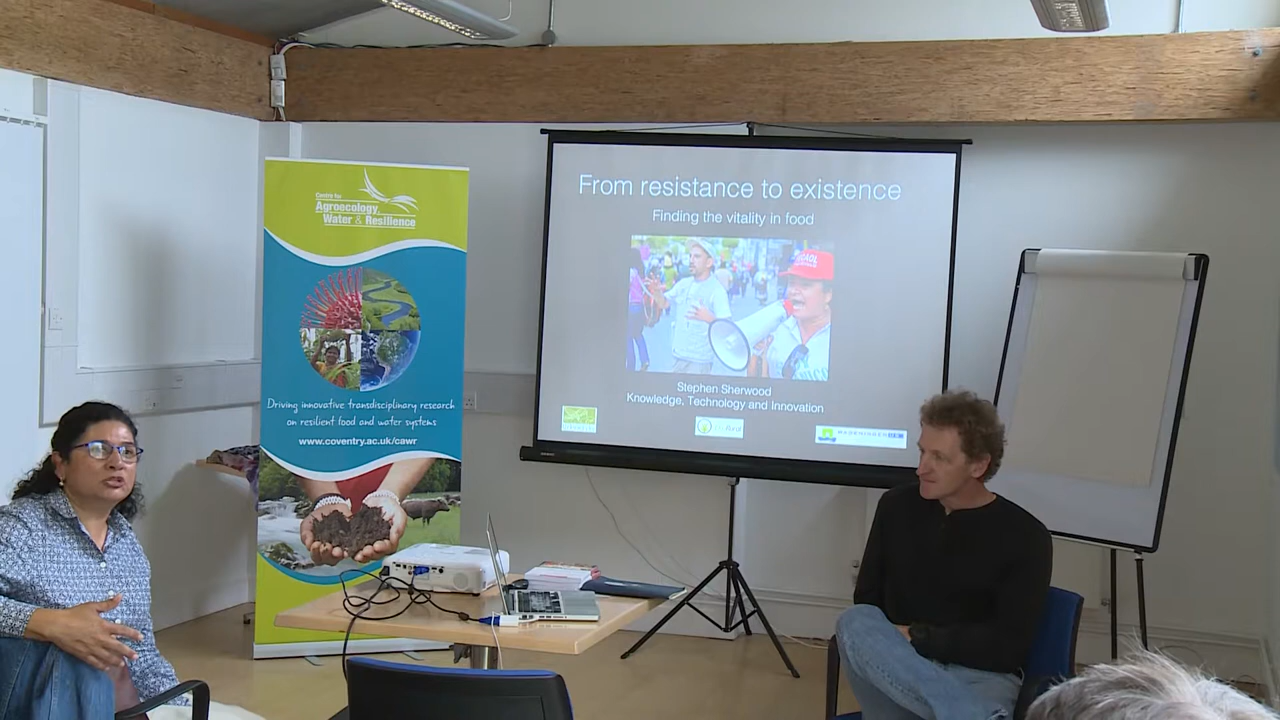 Centre for
Agroecology,
Water & Resilience
Driving innovative transdisciplinary research
on resilient food and water systems
www.coventry.ac.uk/cawr
From resistance to existence
Finding the vitality in food
Stephen Sherwood
Knowledge, Technology and Innovation